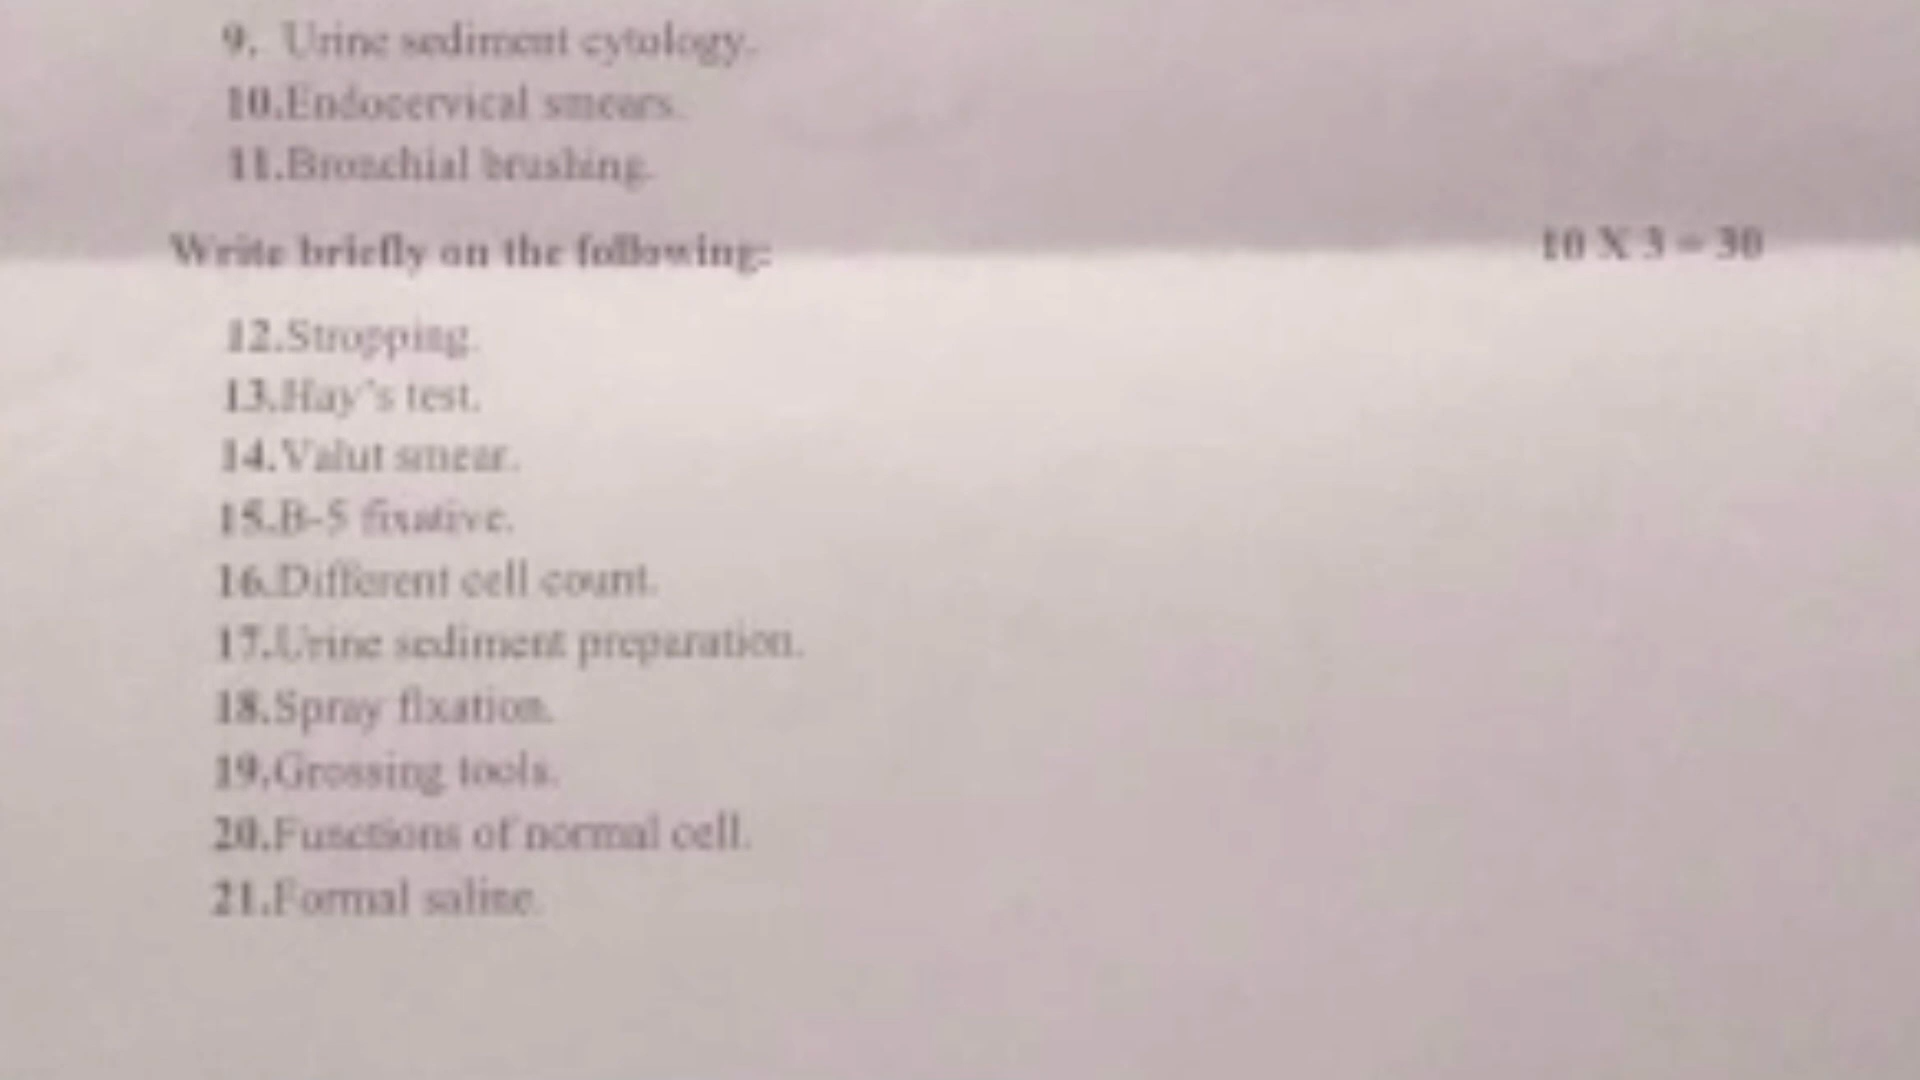 9. Urine sediment cytology.
10.Endocervical smears.
11.Bronchial brushing.
Write briefly on the following: 10 X 3 = 30
12.Stropping.
13.Hay's test.
14.Valut smear.
15.B-5 fixative.
16.Different cell count.
17.Urine sediment preparation.
18.Spray fixation.
19.Grossing tools.
20.Functions of normal cell.
21.Formal saline.